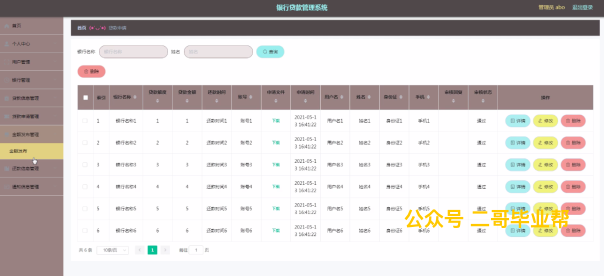 银行贷款管理系统
管理员 abo
退出登录
首页
个人中心
用户管理
银行管理
贷款申请管理
金额发布
还款信息管理
通知信息管理
首页 (●'◡'●) 贷款申请
银行名称
银行名称
姓名
姓名
查询
删除
索引 银行名称 贷款额度 贷款金额 还款时间 账号 申请文件 申请时间 用户名 姓名 身份证 手机 审核回复 审核状态 操作
1 银行名称1 1 1 还款时间1 账号1 下载 2021-05-13 16:41:22 用户名1 姓名1 身份证1 手机1 通过 详情 修改 删除
2 银行名称2 2 2 还款时间2 账号2 下载 2021-05-13 16:41:22 用户名2 姓名2 身份证2 手机2 通过 详情 修改 删除
3 银行名称3 3 3 还款时间3 账号3 下载 2021-05-13 16:41:22 用户名3 姓名3 身份证3 手机3 通过 详情 修改 删除
4 银行名称4 4 4 还款时间4 账号4 下载 2021-05-13 16:41:22 用户名4 姓名4 身份证4 手机4 通过 详情 修改 删除
5 银行名称5 5 5 还款时间5 账号5 下载 2021-05-13 16:41:22 用户名5 姓名5 身份证5 手机5 通过 详情 修改 删除
6 银行名称6 6 6 还款时间6 账号6 下载 2021-05-13 16:41:22 用户名6 姓名6 身份证6 手机6 通过 详情 修改 删除
公众号 二哥毕业帮
共 6 条 10条/页 1 前往 1 页